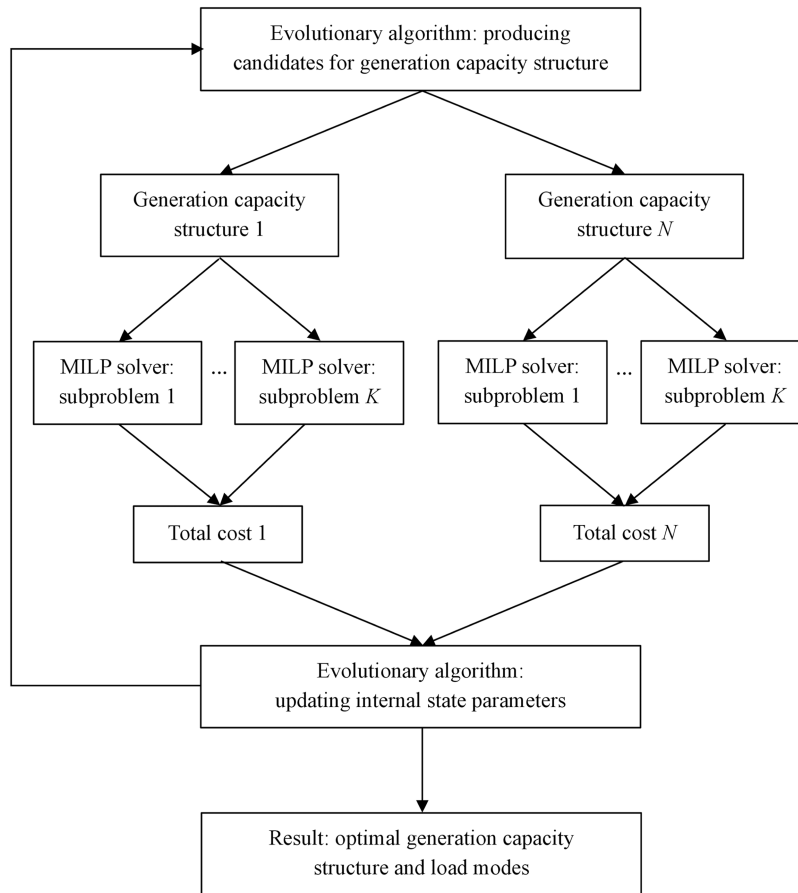 Evolutionary algorithm: producing
candidates for generation capacity structure
Generation capacity
structure 1
Generation capacity
structure N
MILP solver:
subproblem 1
...
MILP solver:
subproblem K
MILP solver:
subproblem 1
...
MILP solver:
subproblem K
Total cost 1
Total cost N
Evolutionary algorithm:
updating internal state parameters
Result: optimal generation capacity
structure and load modes